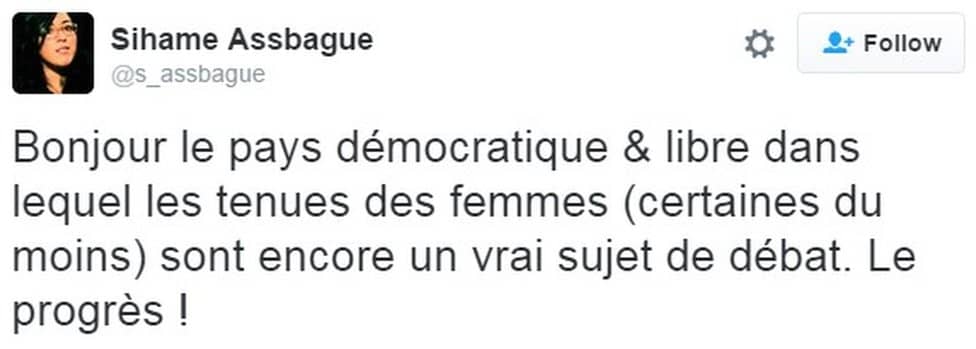 Sihame Assbague
@s_assbague
Follow
Bonjour le pays démocratique & libre dans
lequel les tenues des femmes (certaines du
moins) sont encore un vrai sujet de débat. Le
progrès !